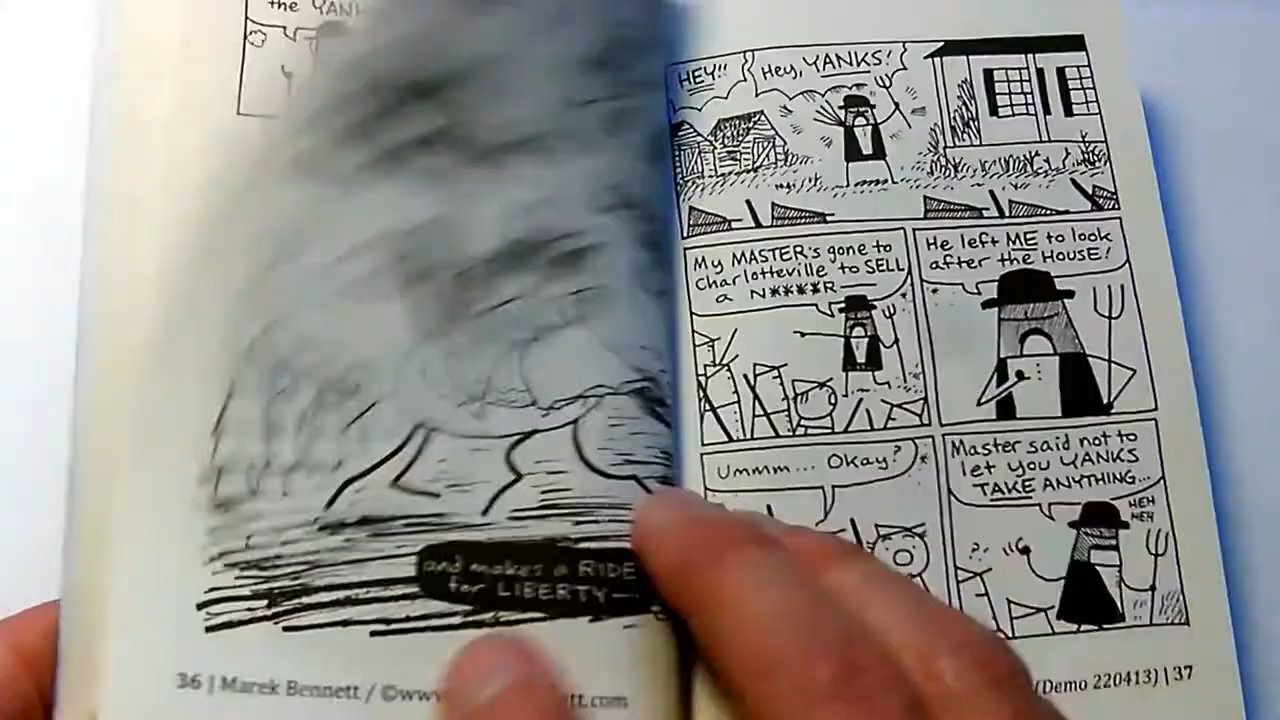 the YANK
and makes a RIDE
for LIBERTY—
36 | Marek Bennett / ©www
tt.com
HEY!!
Hey, YANKS!
My MASTER's gone to
Charlotteville to SELL
a N****R—
He left ME to look
after the HOUSE!
Ummm... Okay?
Master said not to
let you YANKS
TAKE ANYTHING...
HEH
HEH
?!
(Demo 220413) | 37